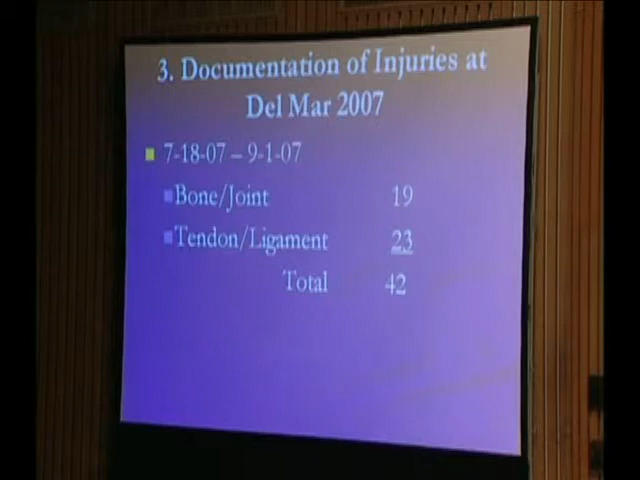 3. Documentation of Injuries at
Del Mar 2007
7-18-07 – 9-1-07
Bone/Joint 19
Tendon/Ligament 23
Total 42